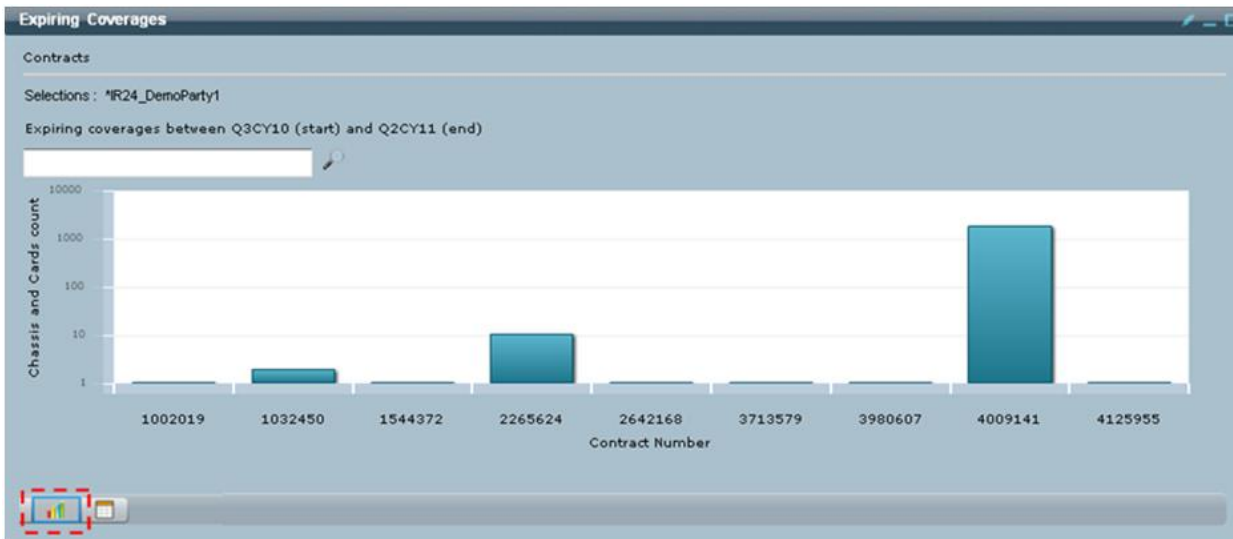 Expiring Coverages
Contracts
Selections : *IR24_DemoParty1
Expiring coverages between Q3CY10 (start) and Q2CY11 (end)
Chassis and Cards count
10000
1000
100
10
1
1002019 1032450 1544372 2265624 2642168 3713579 3980607 4009141 4125955
Contract Number